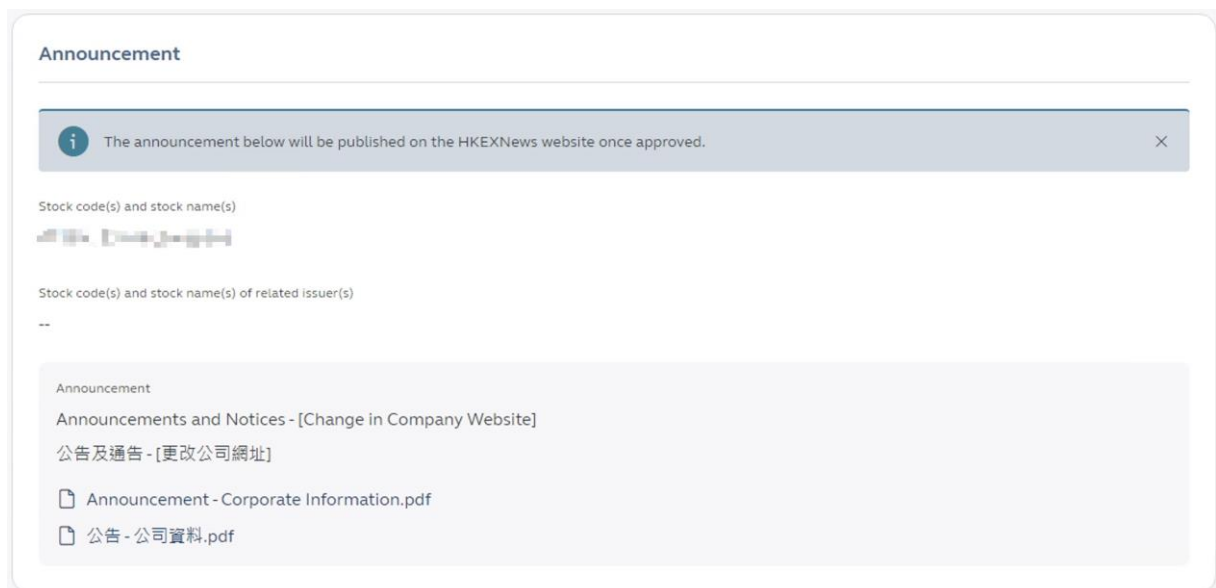 Announcement
The announcement below will be published on the HKEXNews website once approved.
Stock code(s) and stock name(s)
Stock code(s) and stock name(s) of related issuer(s)
--
Announcement
Announcements and Notices - [Change in Company Website]
公告及通告 - [更改公司網址]
Announcement - Corporate Information.pdf
公告 - 公司資料.pdf